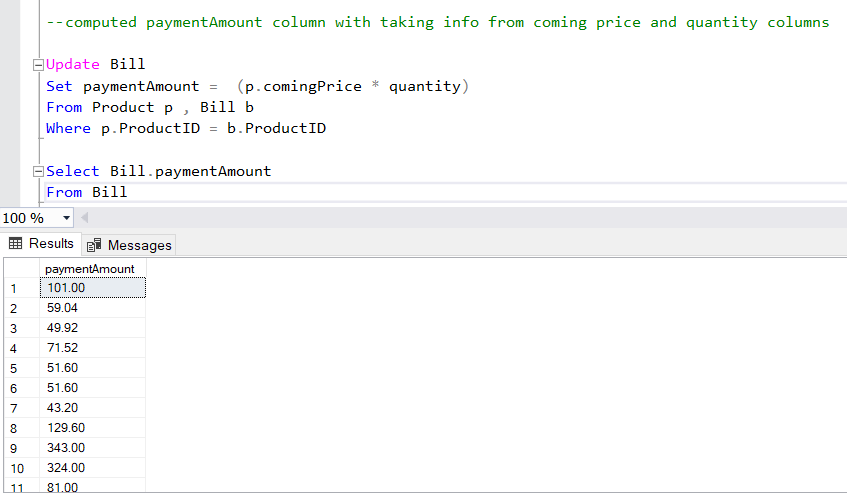 --computed paymentAmount column with taking info from coming price and quantity columns
Update Bill
Set paymentAmount = (p.comingPrice * quantity)
From Product p , Bill b
Where p.ProductID = b.ProductID
Select Bill.paymentAmount
From Bill
100 %
Results Messages
paymentAmount
1 101.00
2 59.04
3 49.92
4 71.52
5 51.60
6 51.60
7 43.20
8 129.60
9 343.00
10 324.00
11 81.00